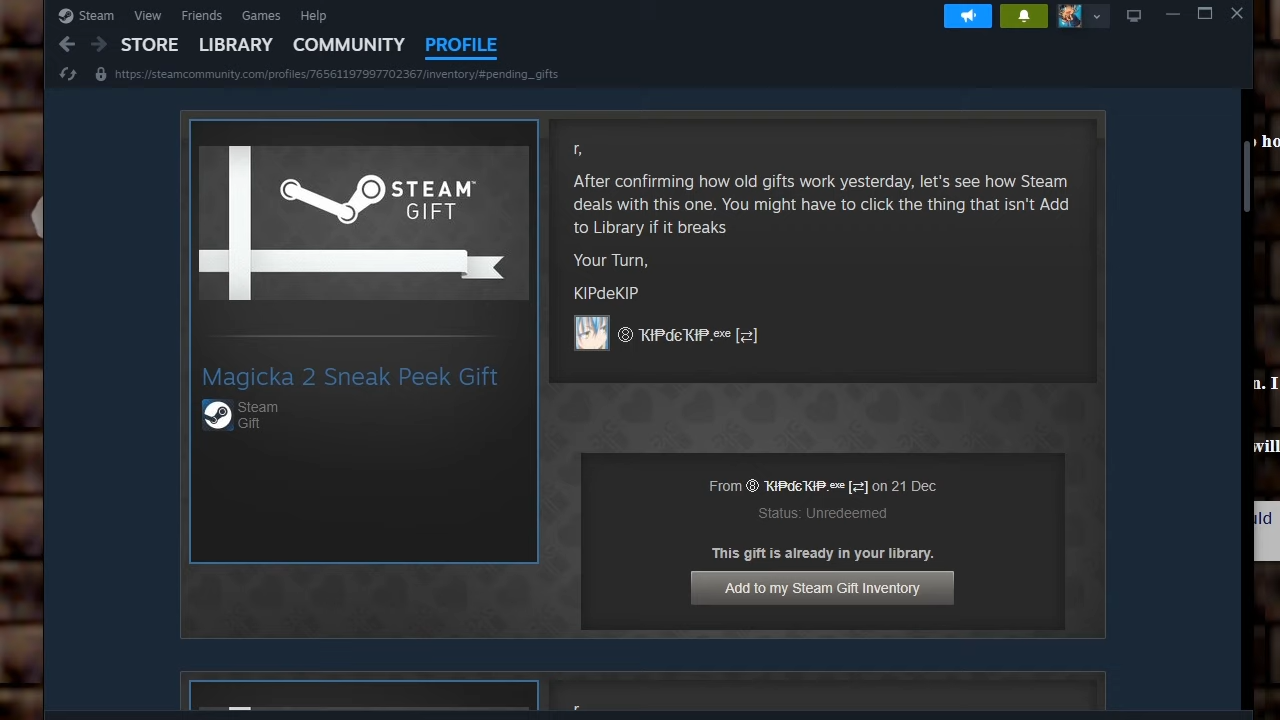 Steam View Friends Games Help
STORE LIBRARY COMMUNITY PROFILE
https://steamcommunity.com/profiles/76561197997702367/inventory/#pending_gifts
STEAM™
GIFT
Magicka 2 Sneak Peek Gift
Steam
Gift
r,
After confirming how old gifts work yesterday, let's see how Steam
deals with this one. You might have to click the thing that isn't Add
to Library if it breaks
Your Turn,
KIPdeKIP
From
on 21 Dec
Status: Unredeemed
This gift is already in your library.
Add to my Steam Gift Inventory
r,